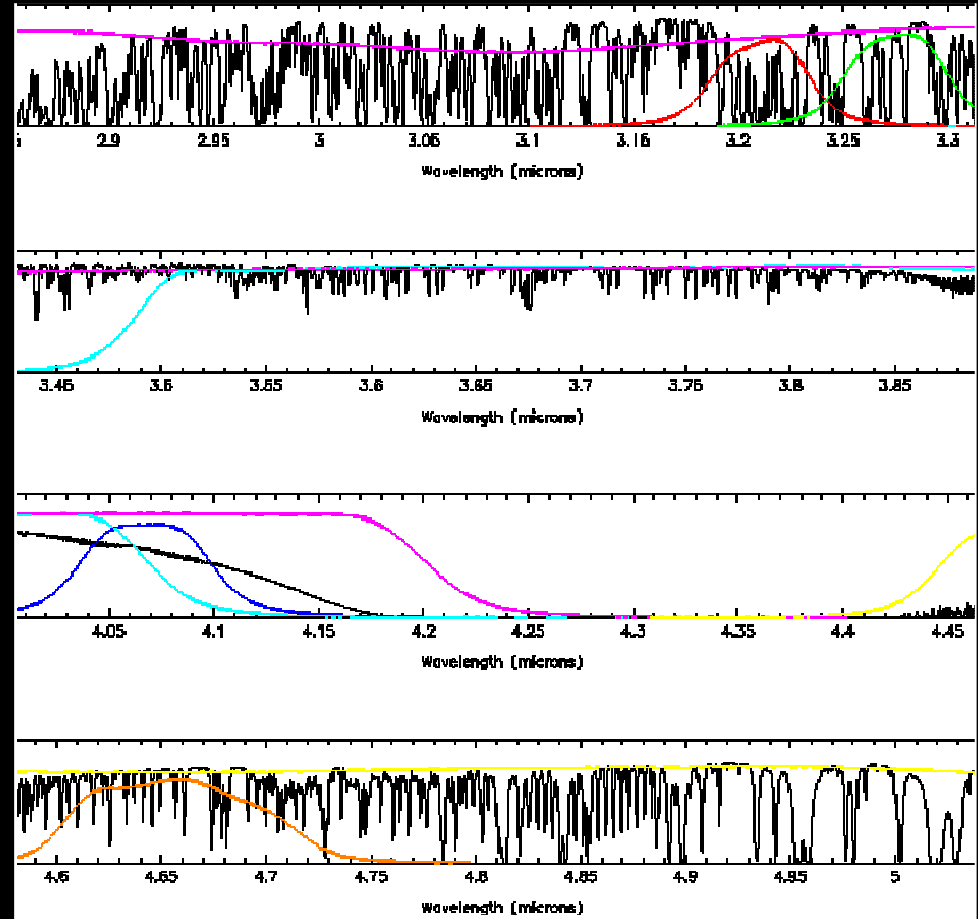 2.9 2.95 3 3.05 3.1 3.15 3.2 3.25 3.3
Wavelength (microns)
3.45 3.5 3.55 3.6 3.65 3.7 3.75 3.8 3.85
Wavelength (microns)
4.05 4.1 4.15 4.2 4.25 4.3 4.35 4.4 4.45
Wavelength (microns)
4.6 4.65 4.7 4.75 4.8 4.85 4.9 4.95 5
Wavelength (microns)